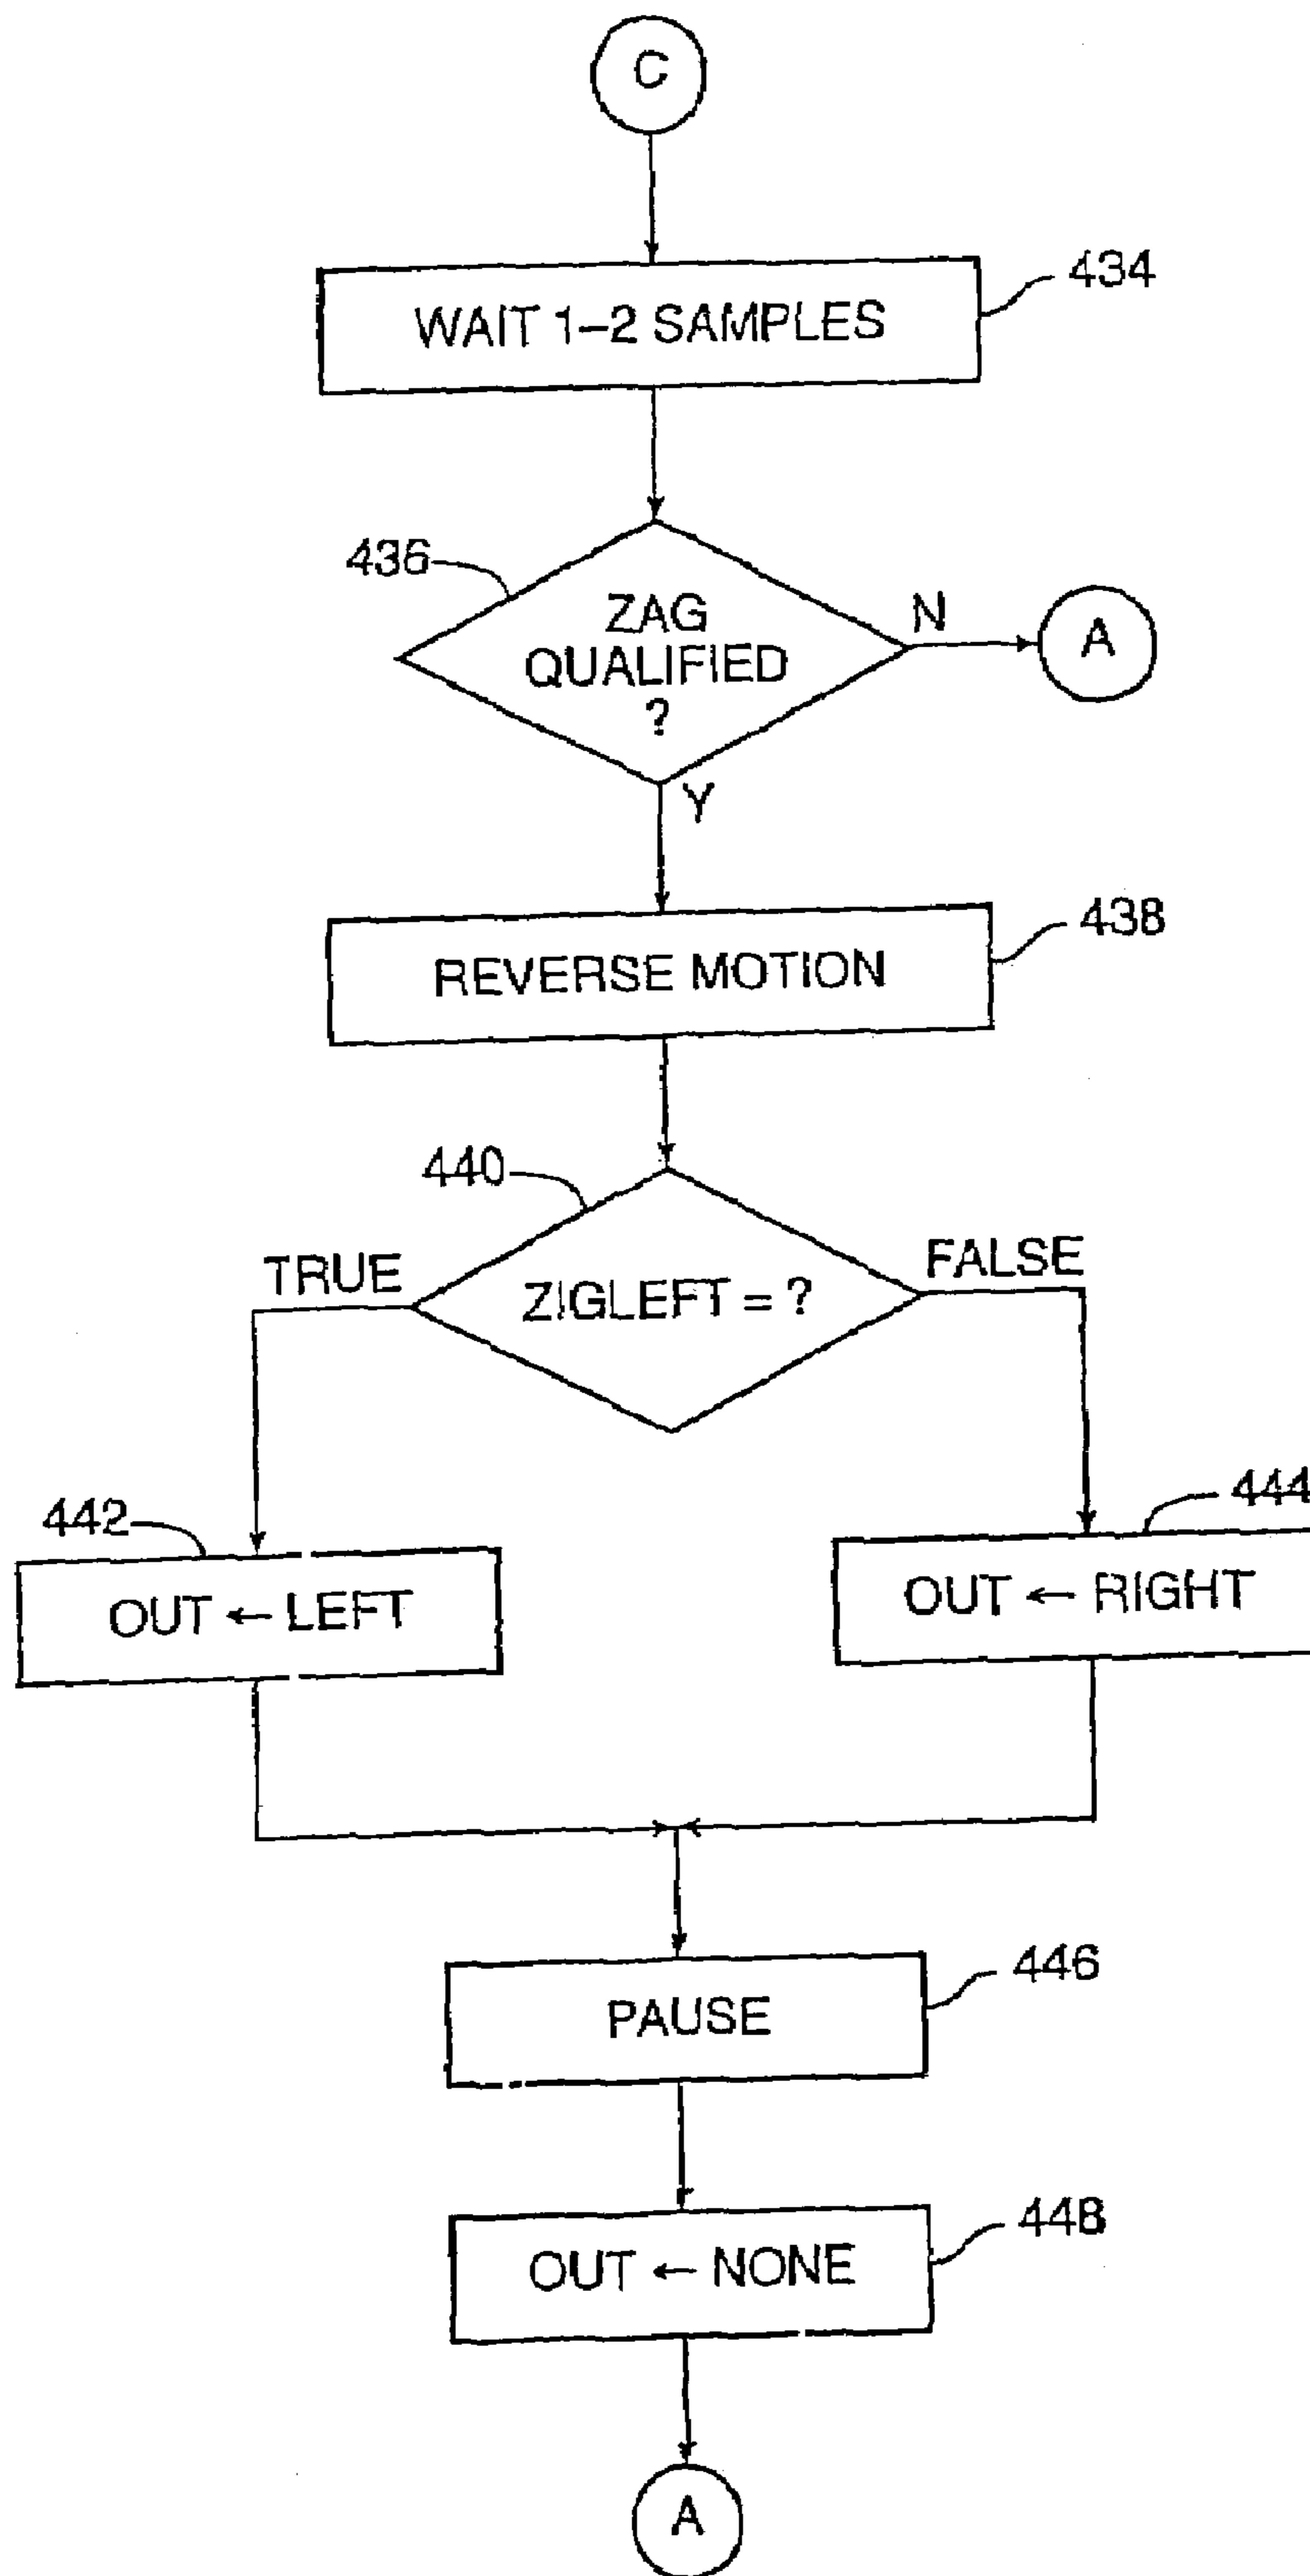 C
434
WAIT 1–2 SAMPLES
436
ZAG
QUALIFIED
?
N
A
Y
438
REVERSE MOTION
440
TRUE
ZIGLEFT = ?
FALSE
442
444
OUT ← LEFT
OUT ← RIGHT
446
PAUSE
448
OUT ← NONE
A